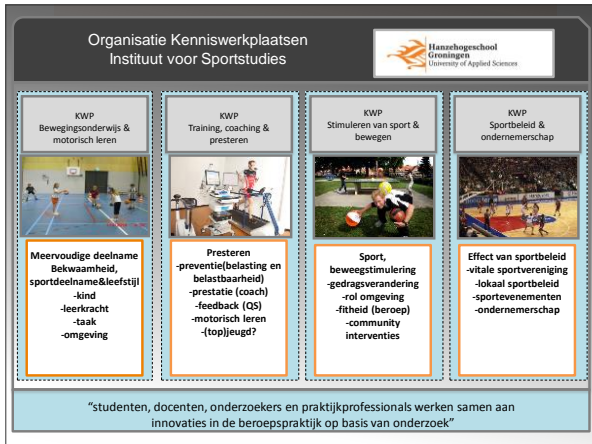 Organisatie Kenniswerkplaatsen
Instituut voor Sportstudies
Hanzehogeschool
Groningen
University of Applied Sciences
KWP
Bewegingsonderwijs &
motorisch leren
Meervoudige deelname
Bekwaamheid,
sportdeelname&leefstijl
-kind
-leerkracht
-taak
-omgeving
KWP
Training, coaching &
presteren
Presteren
-preventie(belasting en
belastbaarheid)
-prestatie (coach)
-feedback (QS)
-motorisch leren
-(top)jeugd?
KWP
Stimuleren van sport &
bewegen
Sport,
beweegstimulering
-gedragsverandering
-rol omgeving
-fitheid (beroep)
-community
interventies
KWP
Sportbeleid &
ondernemerschap
Effect van sportbeleid
-vitale sportvereniging
-lokaal sportbeleid
-sportevenementen
-ondernemerschap
“studenten, docenten, onderzoekers en praktijkprofessionals werken samen aan
innovaties in de beroepspraktijk op basis van onderzoek”